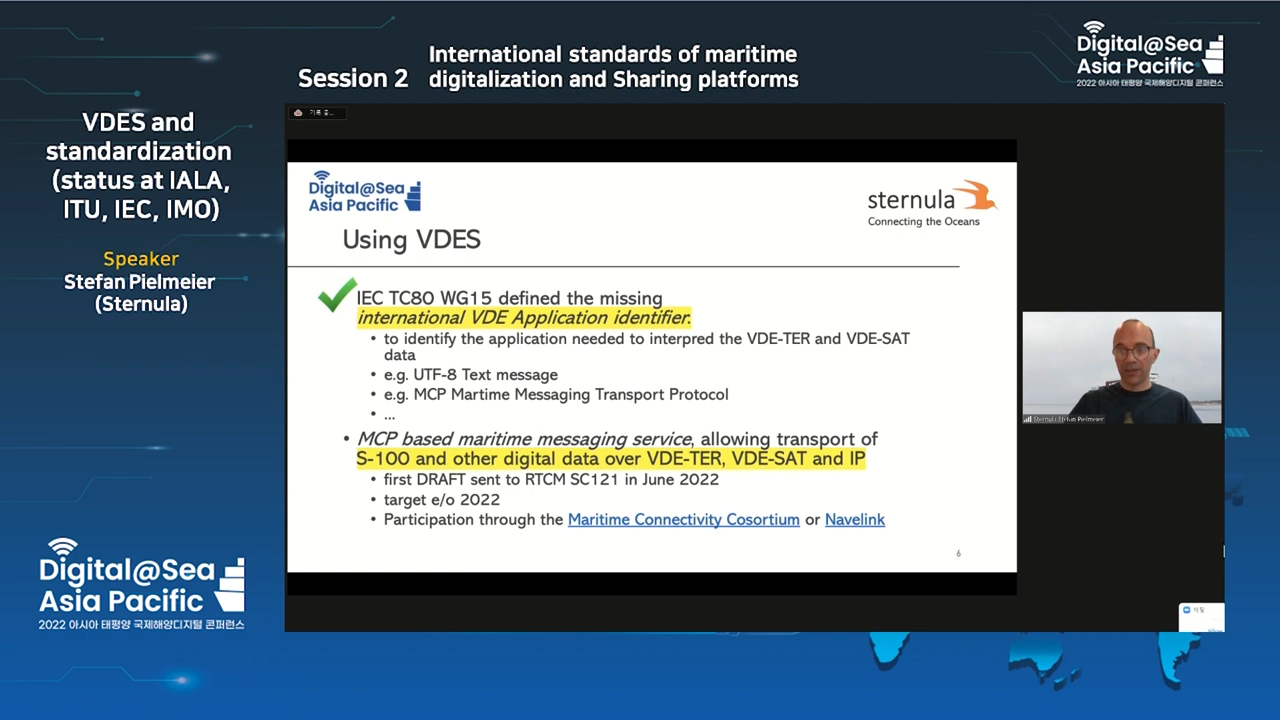 International standards of maritime
Session 2 digitalization and Sharing platforms
Digital@Sea
Asia Pacific
2022 아시아 태평양 국제해양디지털 콘퍼런스
VDES and
standardization
(status at IALA,
ITU, IEC, IMO)
Speaker
Stefan Pielmeier
(Sternula)
Digital@Sea
Asia Pacific
sternula
Connecting the Oceans
Using VDES
IEC TC80 WG15 defined the missing
international VDE Application identifier.
• to identify the application needed to interpred the VDE-TER and VDE-SAT
data
• e.g. UTF-8 Text message
• e.g. MCP Martime Messaging Transport Protocol
• ...
• MCP based maritime messaging service, allowing transport of
S-100 and other digital data over VDE-TER, VDE-SAT and IP
• first DRAFT sent to RTCM SC121 in June 2022
• target e/o 2022
• Participation through the Maritime Connectivity Cosortium or Navelink
6
Sternula Stefan Pielmeier
Digital@Sea
Asia Pacific
2022 아시아 태평양 국제해양디지털 콘퍼런스